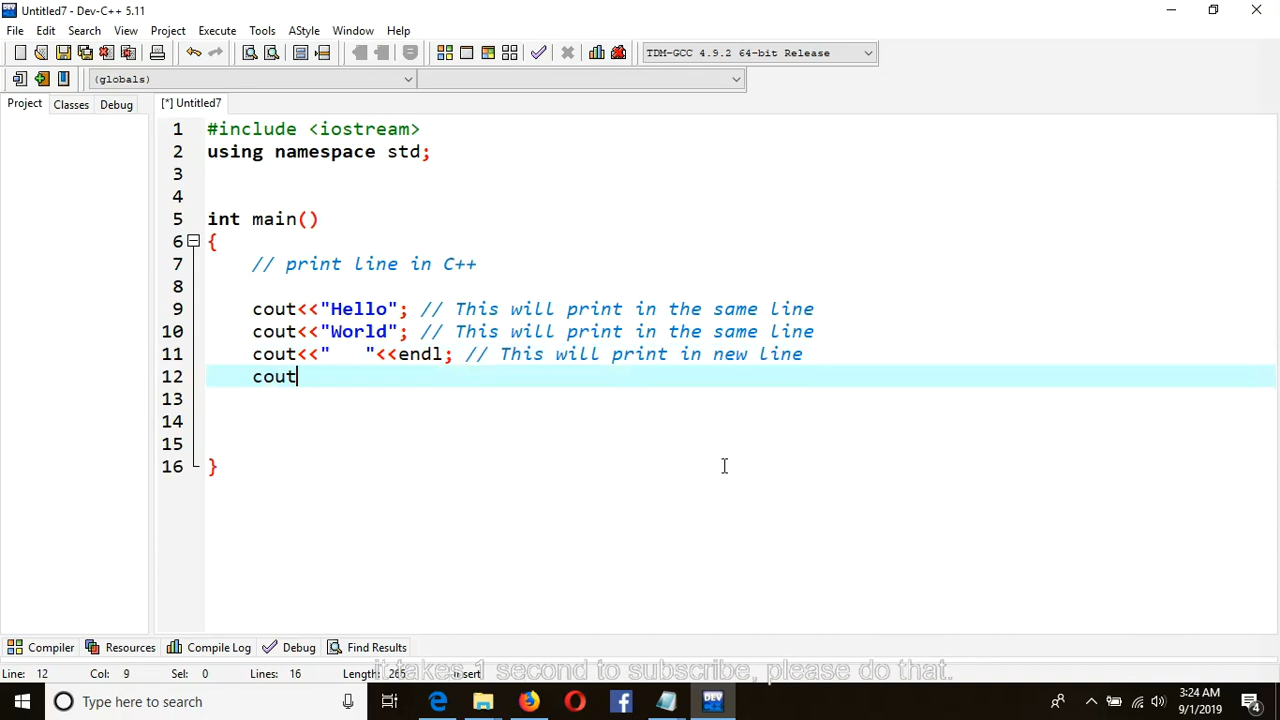 Untitled7 - Dev-C++ 5.11
File Edit Search View Project Execute Tools AStyle Window Help
TDM-GCC 4.9.2 64-bit Release
(globals)
Project Classes Debug [*] Untitled7
1 #include <iostream>
2 using namespace std;
3
4
5 int main()
6 {
7 // print line in C++
8
9 cout<<"Hello"; // This will print in the same line
10 cout<<"World"; // This will print in the same line
11 cout<<"   "<<endl; // This will print in new line
12 cout
13
14
15
16 }
Compiler Resources Compile Log Debug Find Results
it takes 1 second to subscribe, please do that.
Line: 12 Col: 9 Sel: 0 Lines: 16 Length: 265 Insert
Type here to search
DEV
3:24 AM
9/1/2019
4